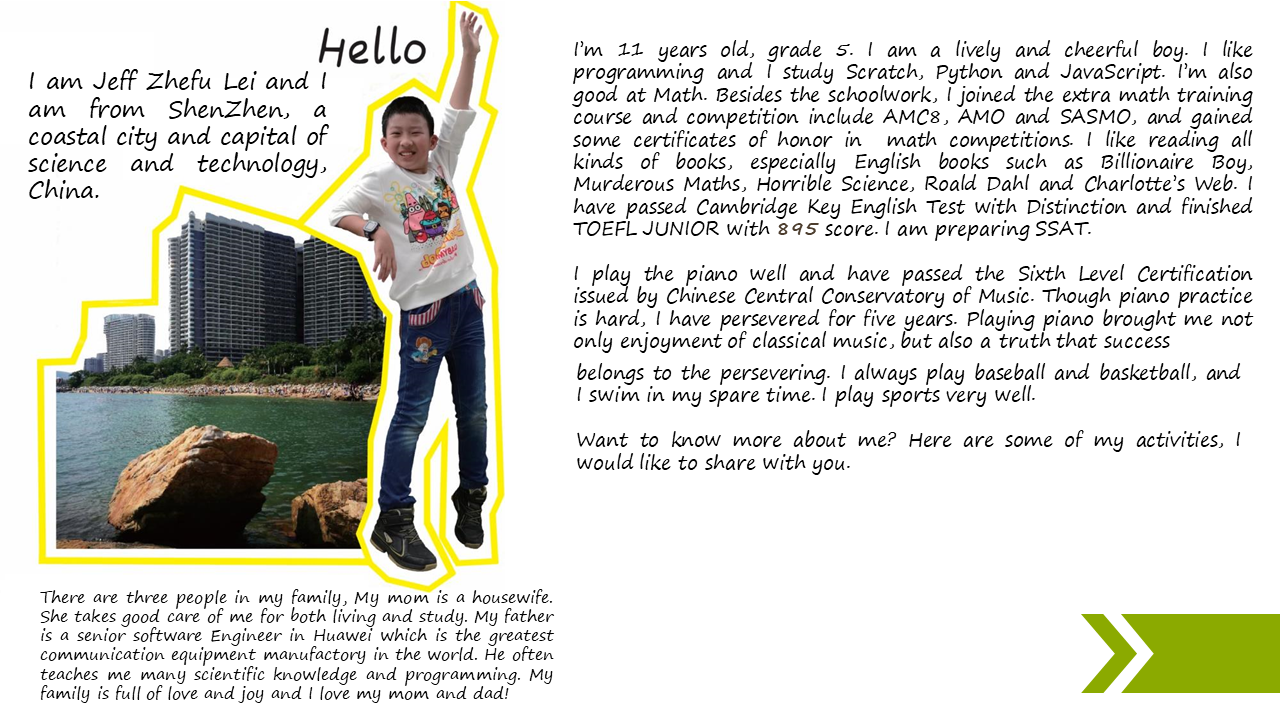 Hello
I am Jeff Zhefu Lei and I
am from ShenZhen, a
coastal city and capital of
science and technology,
China.
There are three people in my family, My mom is a housewife.
She takes good care of me for both living and study. My father
is a senior software Engineer in Huawei which is the greatest
communication equipment manufactory in the world. He often
teaches me many scientific knowledge and programming. My
family is full of love and joy and I love my mom and dad!
I'm 11 years old, grade 5. I am a lively and cheerful boy. I like
programming and I study Scratch, Python and JavaScript. I'm also
good at Math. Besides the schoolwork, I joined the extra math training
course and competition include AMC8, AMO and SASMO, and gained
some certificates of honor in math competitions. I like reading all
kinds of books, especially English books such as Billionaire Boy,
Murderous Maths, Horrible Science, Roald Dahl and Charlotte's Web. I
have passed Cambridge Key English Test with Distinction and finished
TOEFL JUNIOR with 895 score. I am preparing SSAT.
I play the piano well and have passed the Sixth Level Certification
issued by Chinese Central Conservatory of Music. Though piano practice
is hard, I have persevered for five years. Playing piano brought me not
only enjoyment of classical music, but also a truth that success
belongs to the persevering. I always play baseball and basketball, and
I swim in my spare time. I play sports very well.
Want to know more about me? Here are some of my activities, I
would like to share with you.